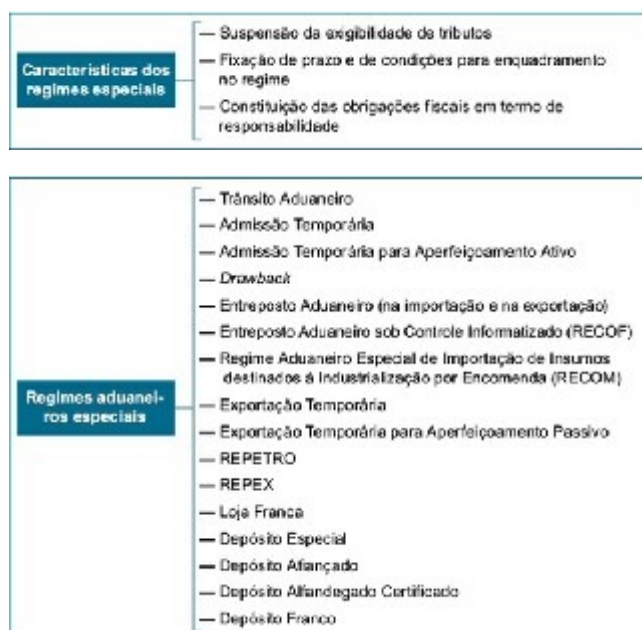 Características dos
regimes especiais
— Suspensão da exigibilidade de tributos
— Fixação de prazo e de condições para enquadramento
no regime
— Constituição das obrigações fiscais em termo de
responsabilidade
Regimes aduanei-
ros especiais
— Trânsito Aduaneiro
— Admissão Temporária
— Admissão Temporária para Aperfeiçoamento Ativo
— Drawback
— Entreposto Aduaneiro (na importação e na exportação)
— Entreposto Aduaneiro sob Controle Informatizado (RECOF)
— Regime Aduaneiro Especial de Importação de Insumos
destinados à Industrialização por Encomenda (RECOM)
— Exportação Temporária
— Exportação Temporária para Aperfeiçoamento Passivo
— REPETRO
— REPEX
— Loja Franca
— Depósito Especial
— Depósito Afiançado
— Depósito Alfandegado Certificado
— Depósito Franco